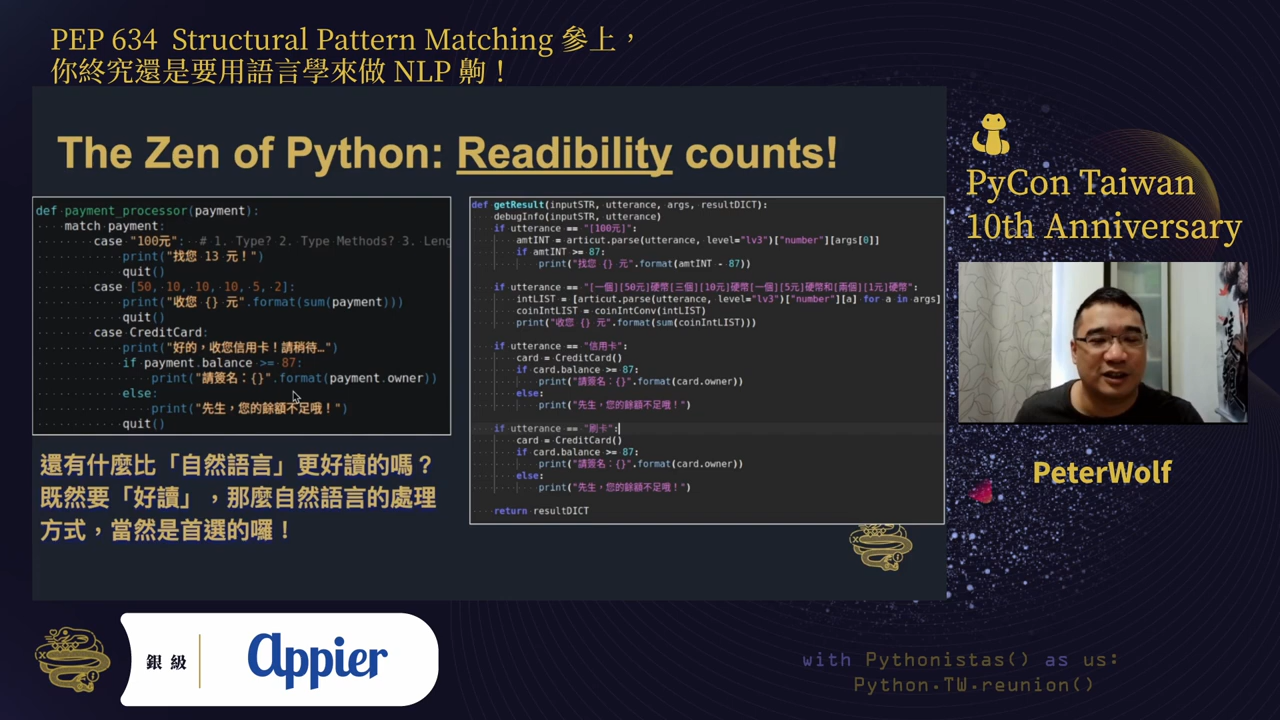 PEP 634 Structural Pattern Matching 參上，
你終究還是要用語言學來做 NLP 齁！
The Zen of Python: Readibility counts!
def payment_processor(payment):
match payment:
case "100元": # 1. Type? 2. Type Methods? 3. Leng
print("找您 13 元！")
quit()
case [50, 10, 10, 10, 5, 2]:
print("收您 {} 元".format(sum(payment)))
quit()
case CreditCard:
print("好的，收您信用卡！請稍待…")
if payment.balance >= 87:
print("請簽名：{}".format(payment.owner))
else:
print("先生，您的餘額不足哦！")
quit()
還有什麼比「自然語言」更好讀的嗎？
既然要「好讀」，那麼自然語言的處理
方式，當然是首選的囉！
def getResult(inputSTR, utterance, args, resultDICT):
debugInfo(inputSTR, utterance)
if utterance == "[100元]":
amtINT = articut.parse(utterance, level="lv3")["number"][args[0]]
if amtINT >= 87:
print("找您 {} 元".format(amtINT - 87))
if utterance == "[一個][50元]硬幣[三個][10元]硬幣[一個][5元]硬幣和[兩個][1元]硬幣":
intLIST = [articut.parse(utterance, level="lv3")["number"][a] for a in args]
coinIntLIST = coinIntConv(intLIST)
print("收您 {} 元".format(sum(coinIntLIST)))
if utterance == "信用卡":
card = CreditCard()
if card.balance >= 87:
print("請簽名：{}".format(card.owner))
else:
print("先生，您的餘額不足哦！")
if utterance == "刷卡":
card = CreditCard()
if card.balance >= 87:
print("請簽名：{}".format(card.owner))
else:
print("先生，您的餘額不足哦！")
return resultDICT
PyCon Taiwan
10th Anniversary
PeterWolf
銀級
appier
with Pythonistas() as us:
Python.TW.reunion()